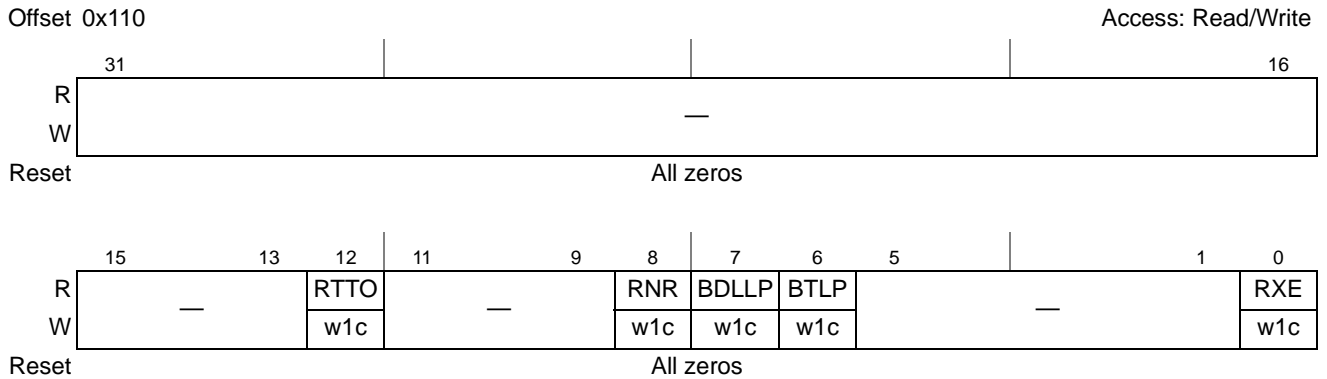 Offset 0x110 Access: Read/Write
31 16
R
—
W
Reset All zeros
15 13 12 11 9 8 7 6 5 1 0
R — RTTO — RNR BDLLP BTLP — RXE
W w1c w1c w1c w1c w1c
Reset All zeros